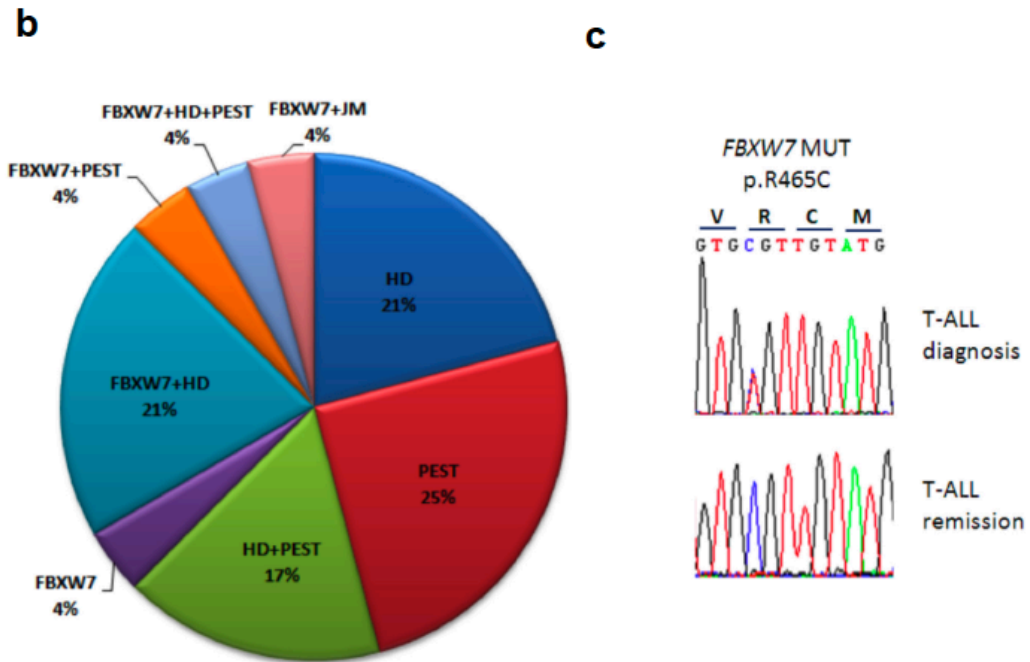 b
FBXW7+HD+PEST
4%
FBXW7+JM
4%
FBXW7+PEST
4%
HD
21%
FBXW7+HD
21%
PEST
25%
HD+PEST
17%
FBXW7
4%
c
FBXW7 MUT
p.R465C
V R C M
G T G C G T T G T A T G
T-ALL
diagnosis
T-ALL
remission